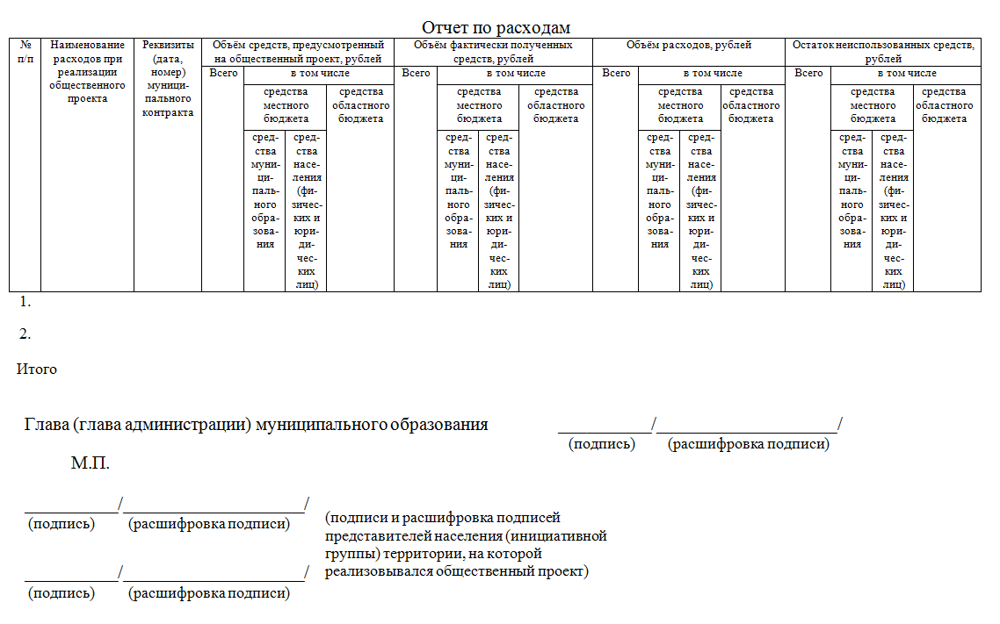 Отчет по расходам
№
п/п
Наименование
расходов при
реализации
общественного
проекта
Реквизиты
(дата,
номер)
муници-
пального
контракта
Объём средств, предусмотренный
на общественный проект, рублей
Объём фактически полученных
средств, рублей
Объём расходов, рублей
Остаток неиспользованных средств,
рублей
Всего
в том числе
Всего
в том числе
Всего
в том числе
Всего
в том числе
средства
местного
бюджета
средства
областного
бюджета
средства
местного
бюджета
средства
областного
бюджета
средства
местного
бюджета
средства
областного
бюджета
средства
местного
бюджета
средства
областного
бюджета
сред-
ства
муни-
ци-
паль-
ного
обра-
зова-
ния
сред-
ства
насе-
ления
(фи-
зичес-
ких и
юри-
ди-
чес-
ких
лиц)
сред-
ства
муни-
ци-
паль-
ного
обра-
зова-
ния
сред-
ства
насе-
ления
(фи-
зичес-
ких и
юри-
ди-
чес-
ких
лиц)
сред-
ства
муни-
ци-
паль-
ного
обра-
зова-
ния
сред-
ства
насе-
ления
(фи-
зичес-
ких и
юри-
ди-
чес-
ких
лиц)
сред-
ства
муни-
ци-
паль-
ного
обра-
зова-
ния
сред-
ства
насе-
ления
(фи-
зичес-
ких и
юри-
ди-
чес-
ких
лиц)
1.
2.
Итого
Глава (глава администрации) муниципального образования __________/____________________/
(подпись) (расшифровка подписи)
М.П.
__________/____________________/
(подпись) (расшифровка подписи)
(подписи и расшифровка подписей
представителей населения (инициативной
группы) территории, на которой
реализовывался общественный проект)
__________/____________________/
(подпись) (расшифровка подписи)